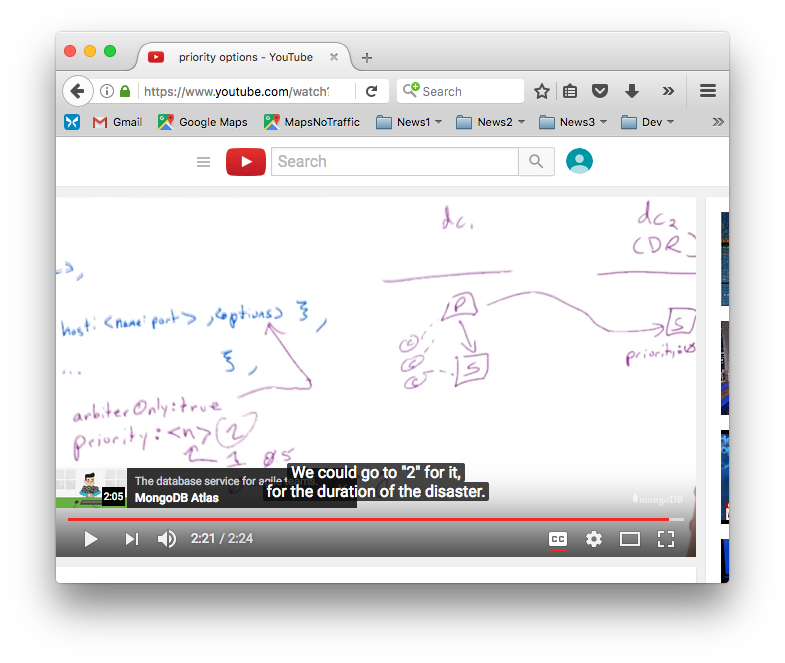 priority options - YouTube
https://www.youtube.com/watch?
Search
Gmail
Google Maps
MapsNoTraffic
News1
News2
News3
Dev
Search
dc1
dc2
(DR)
host: <name:port>, <options> },
...
},
arbiterOnly:true
priority:<n> 2
1 0.5
P
S
C
C
C
S
priority:0
2:05
The database service for agile teams.
MongoDB Atlas
We could go to "2" for it,
for the duration of the disaster.
mongoDB
2:21 / 2:24
CC